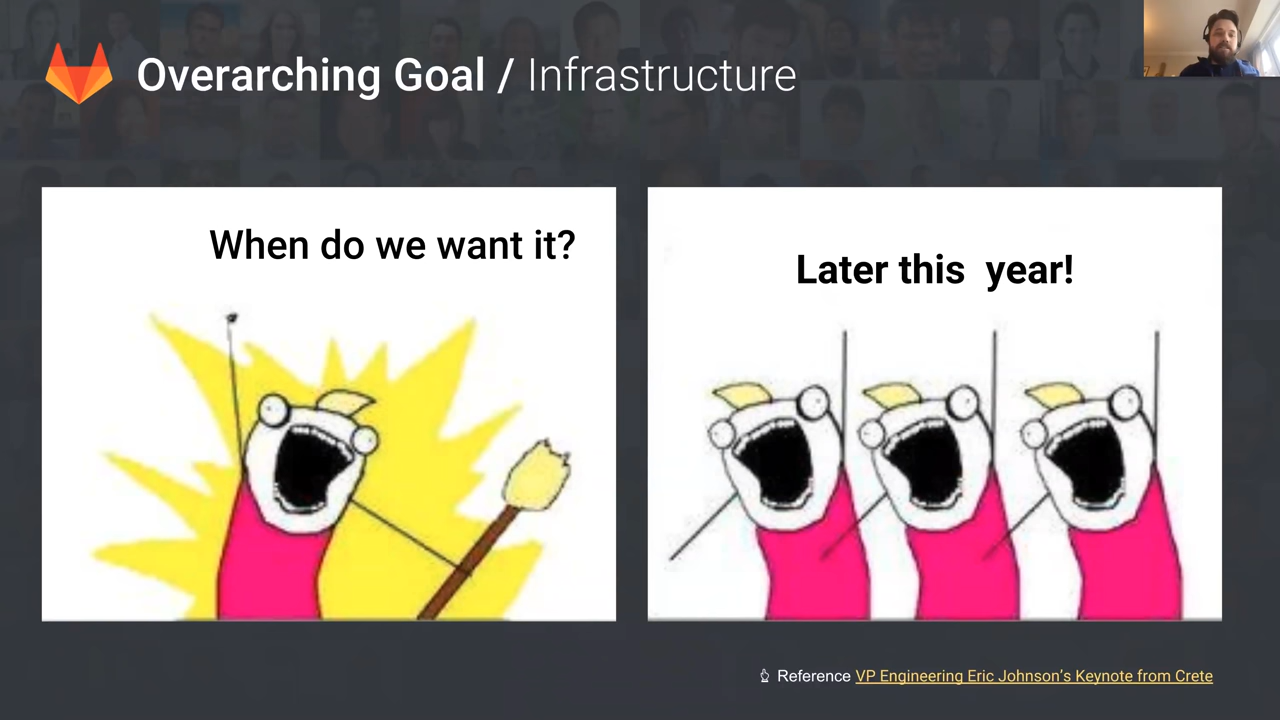 Overarching Goal / Infrastructure
When do we want it?
Later this  year!
Reference VP Engineering Eric Johnson’s Keynote from Crete